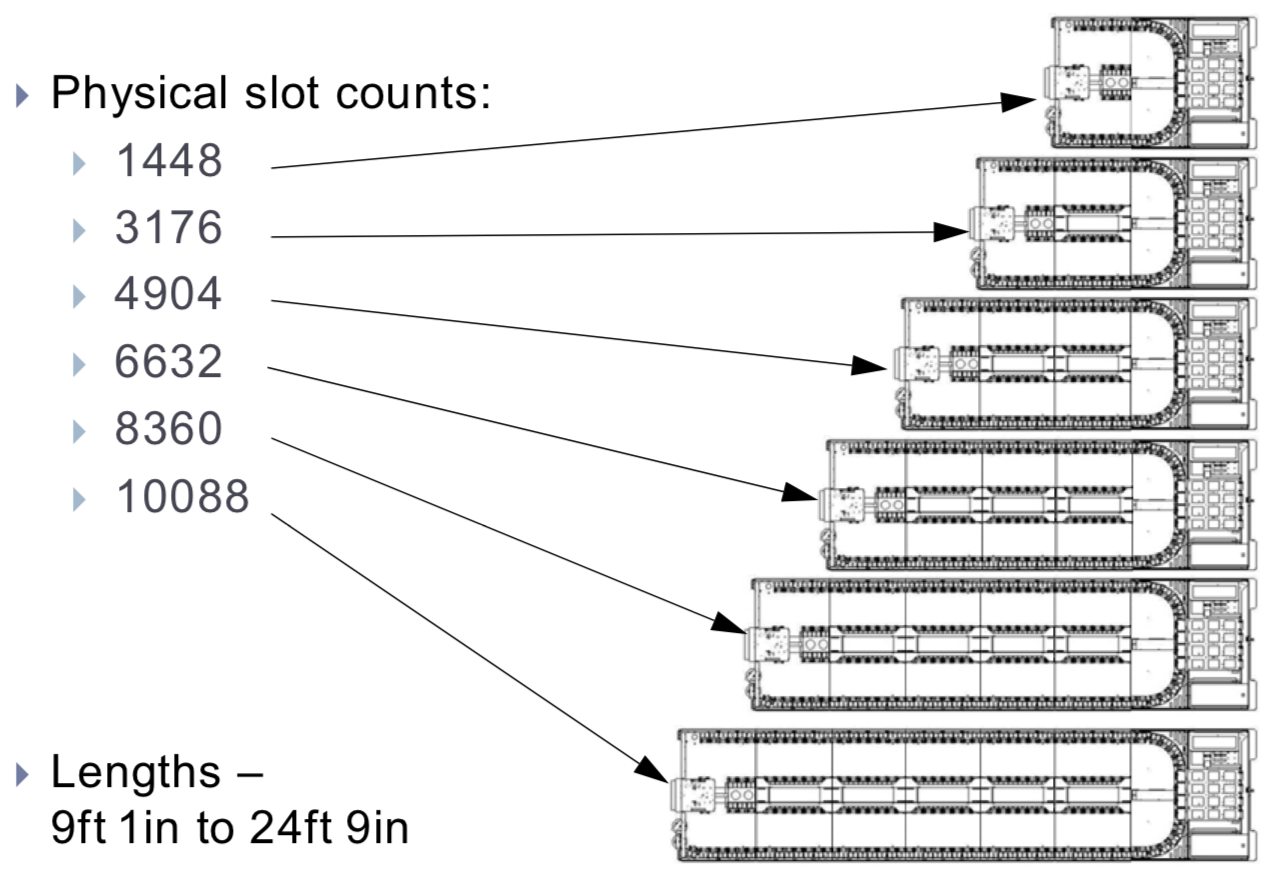 Physical slot counts:
1448
3176
4904
6632
8360
10088
Lengths –
9ft 1in to 24ft 9in